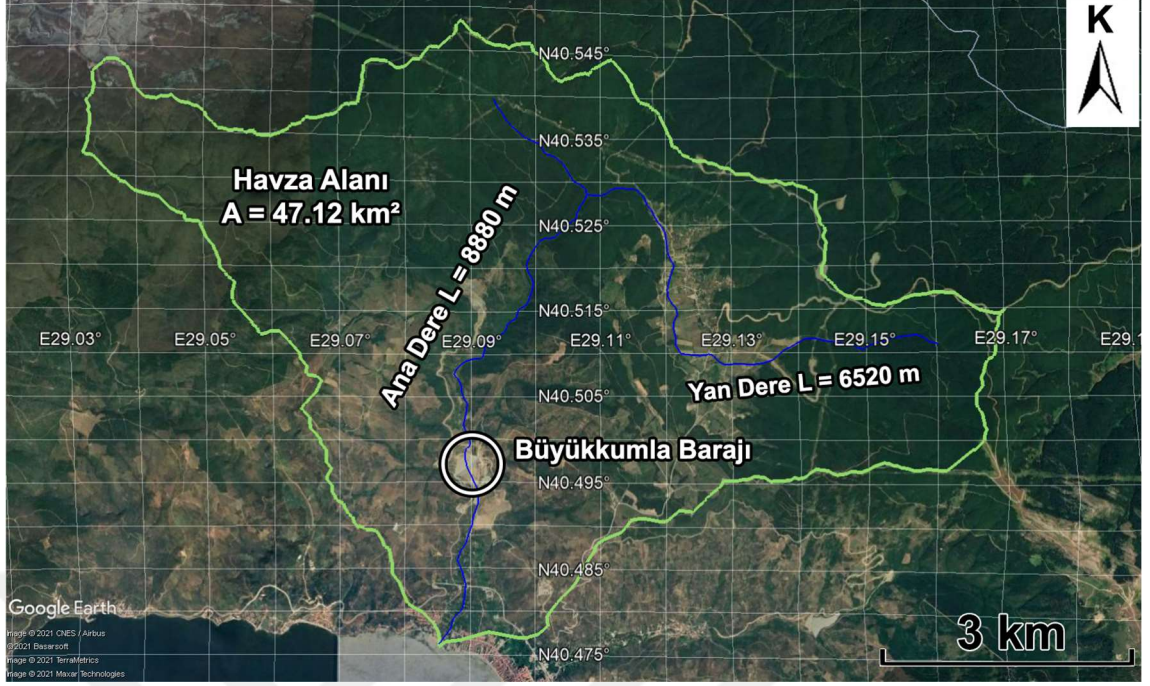 K
N40.545°
N40.535°
Havza Alanı
A = 47.12 km²
N40.525°
Ana Dere L = 8880 m
N40.515°
E29.03°
E29.05°
E29.07°
E29.09°
E29.11°
E29.13°
E29.15°
E29.17°
E29.1
Yan Dere L = 6520 m
N40.505°
Büyükkumla Barajı
N40.495°
N40.485°
Google Earth
Image © 2021 CNES / Airbus
© 2021 Basarsoft
Image © 2021 TerraMetrics
Image © 2021 Maxar Technologies
N40.475°
3 km